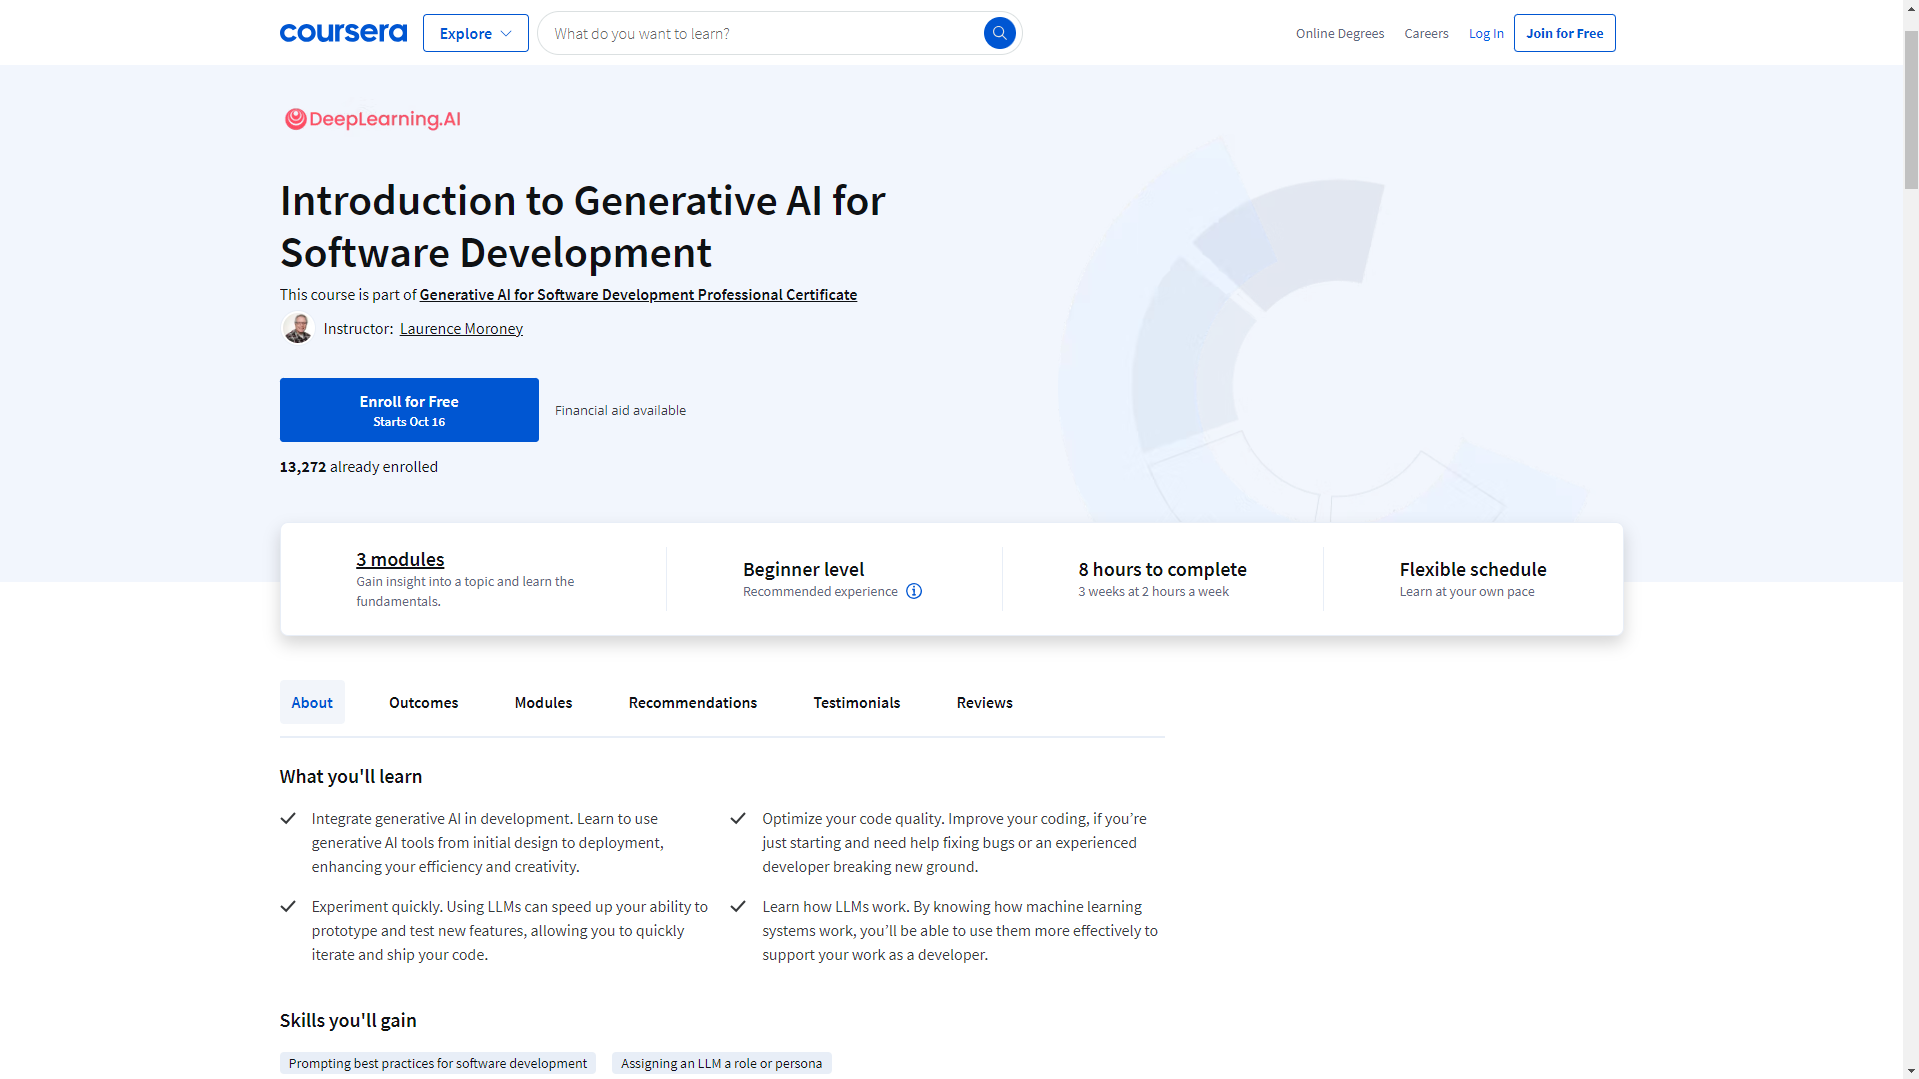 coursera
Explore
What do you want to learn?
Online Degrees
Careers
Log In
Join for Free
DeepLearning.AI
Introduction to Generative AI for
Software Development
This course is part of Generative AI for Software Development Professional Certificate
Instructor: Laurence Moroney
Enroll for Free
Starts Oct 16
Financial aid available
13,272 already enrolled
3 modules
Gain insight into a topic and learn the
fundamentals.
Beginner level
Recommended experience
8 hours to complete
3 weeks at 2 hours a week
Flexible schedule
Learn at your own pace
About
Outcomes
Modules
Recommendations
Testimonials
Reviews
What you'll learn
Integrate generative AI in development. Learn to use
generative AI tools from initial design to deployment,
enhancing your efficiency and creativity.
Optimize your code quality. Improve your coding, if you’re
just starting and need help fixing bugs or an experienced
developer breaking new ground.
Experiment quickly. Using LLMs can speed up your ability to
prototype and test new features, allowing you to quickly
iterate and ship your code.
Learn how LLMs work. By knowing how machine learning
systems work, you’ll be able to use them more effectively to
support your work as a developer.
Skills you'll gain
Prompting best practices for software development
Assigning an LLM a role or persona